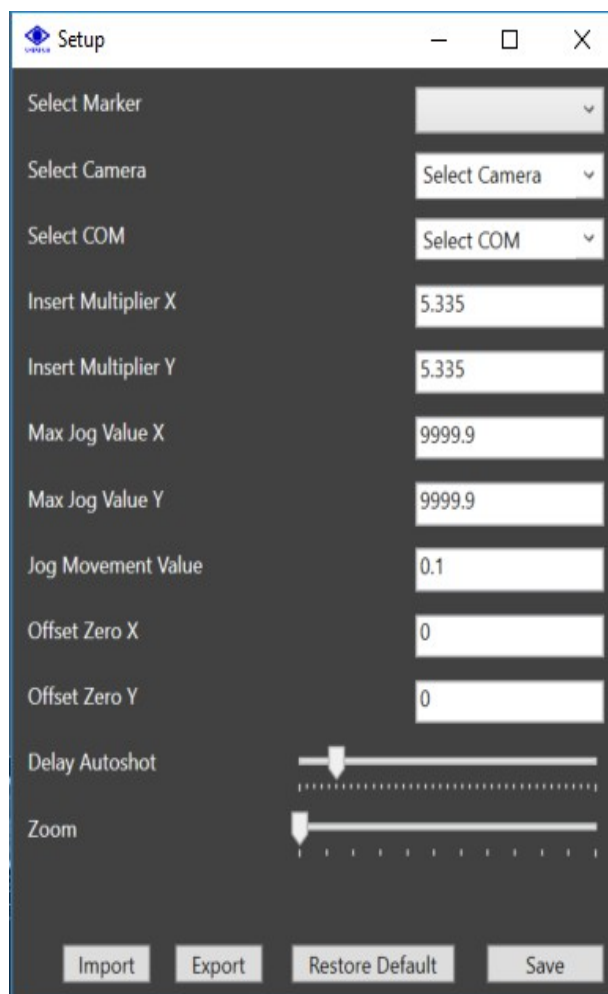 Setup
Select Marker
Select Camera Select Camera
Select COM Select COM
Insert Multiplier X 5.335
Insert Multiplier Y 5.335
Max Jog Value X 9999.9
Max Jog Value Y 9999.9
Jog Movement Value 0.1
Offset Zero X 0
Offset Zero Y 0
Delay Autoshot
Zoom
Import Export Restore Default Save